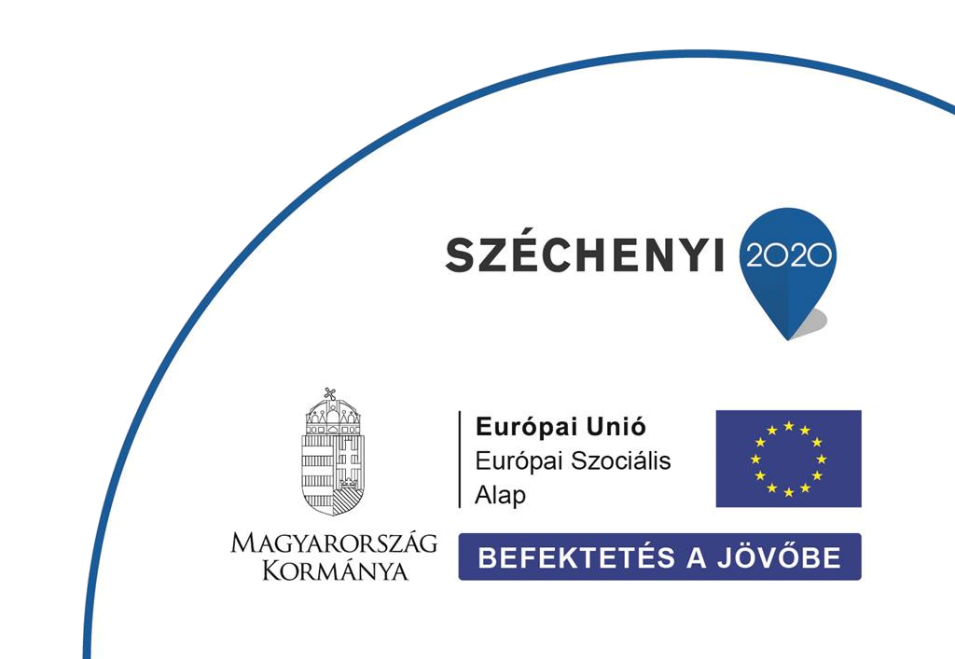 SZÉCHENYI 2020
Európai Unió
Európai Szociális
Alap
MAGYARORSZÁG
KORMÁNYA
BEFEKTETÉS A JÖVŐBE